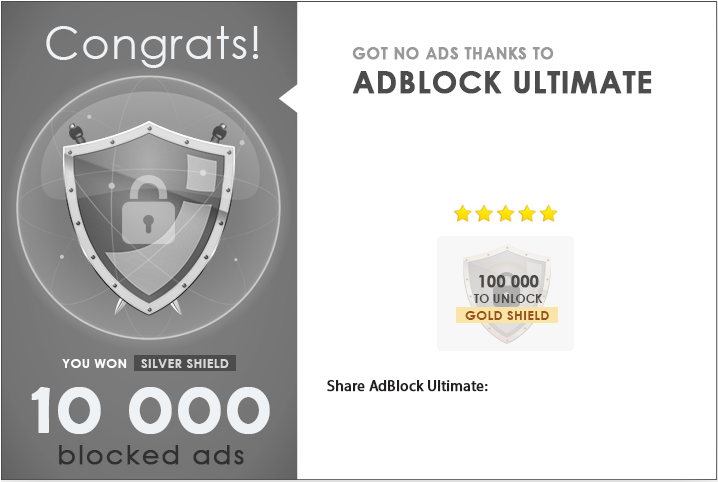 Congrats!
YOU WON SILVER SHIELD
10 000
blocked ads
GOT NO ADS THANKS TO
ADBLOCK ULTIMATE
100 000
TO UNLOCK
GOLD SHIELD
Share AdBlock Ultimate: